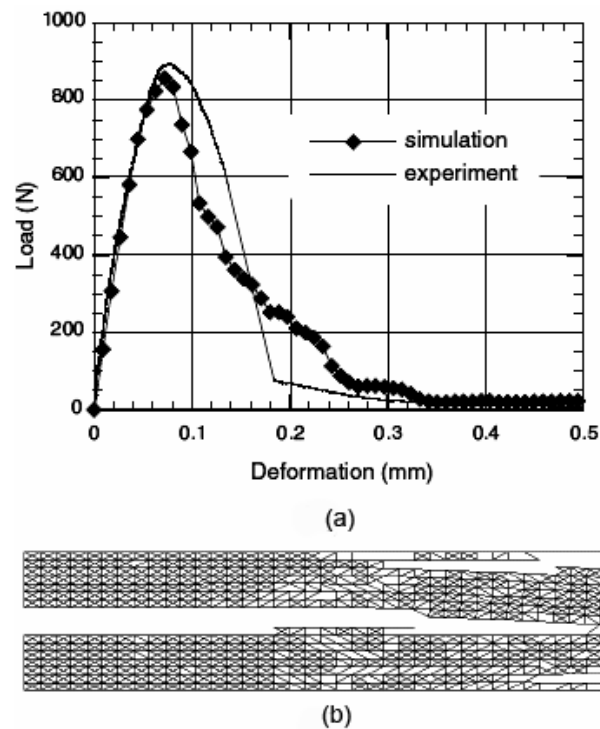 1000
800
600
400
200
0
Load (N)
simulation
experiment
0 0.1 0.2 0.3 0.4 0.5
Deformation (mm)
(a)
(b)